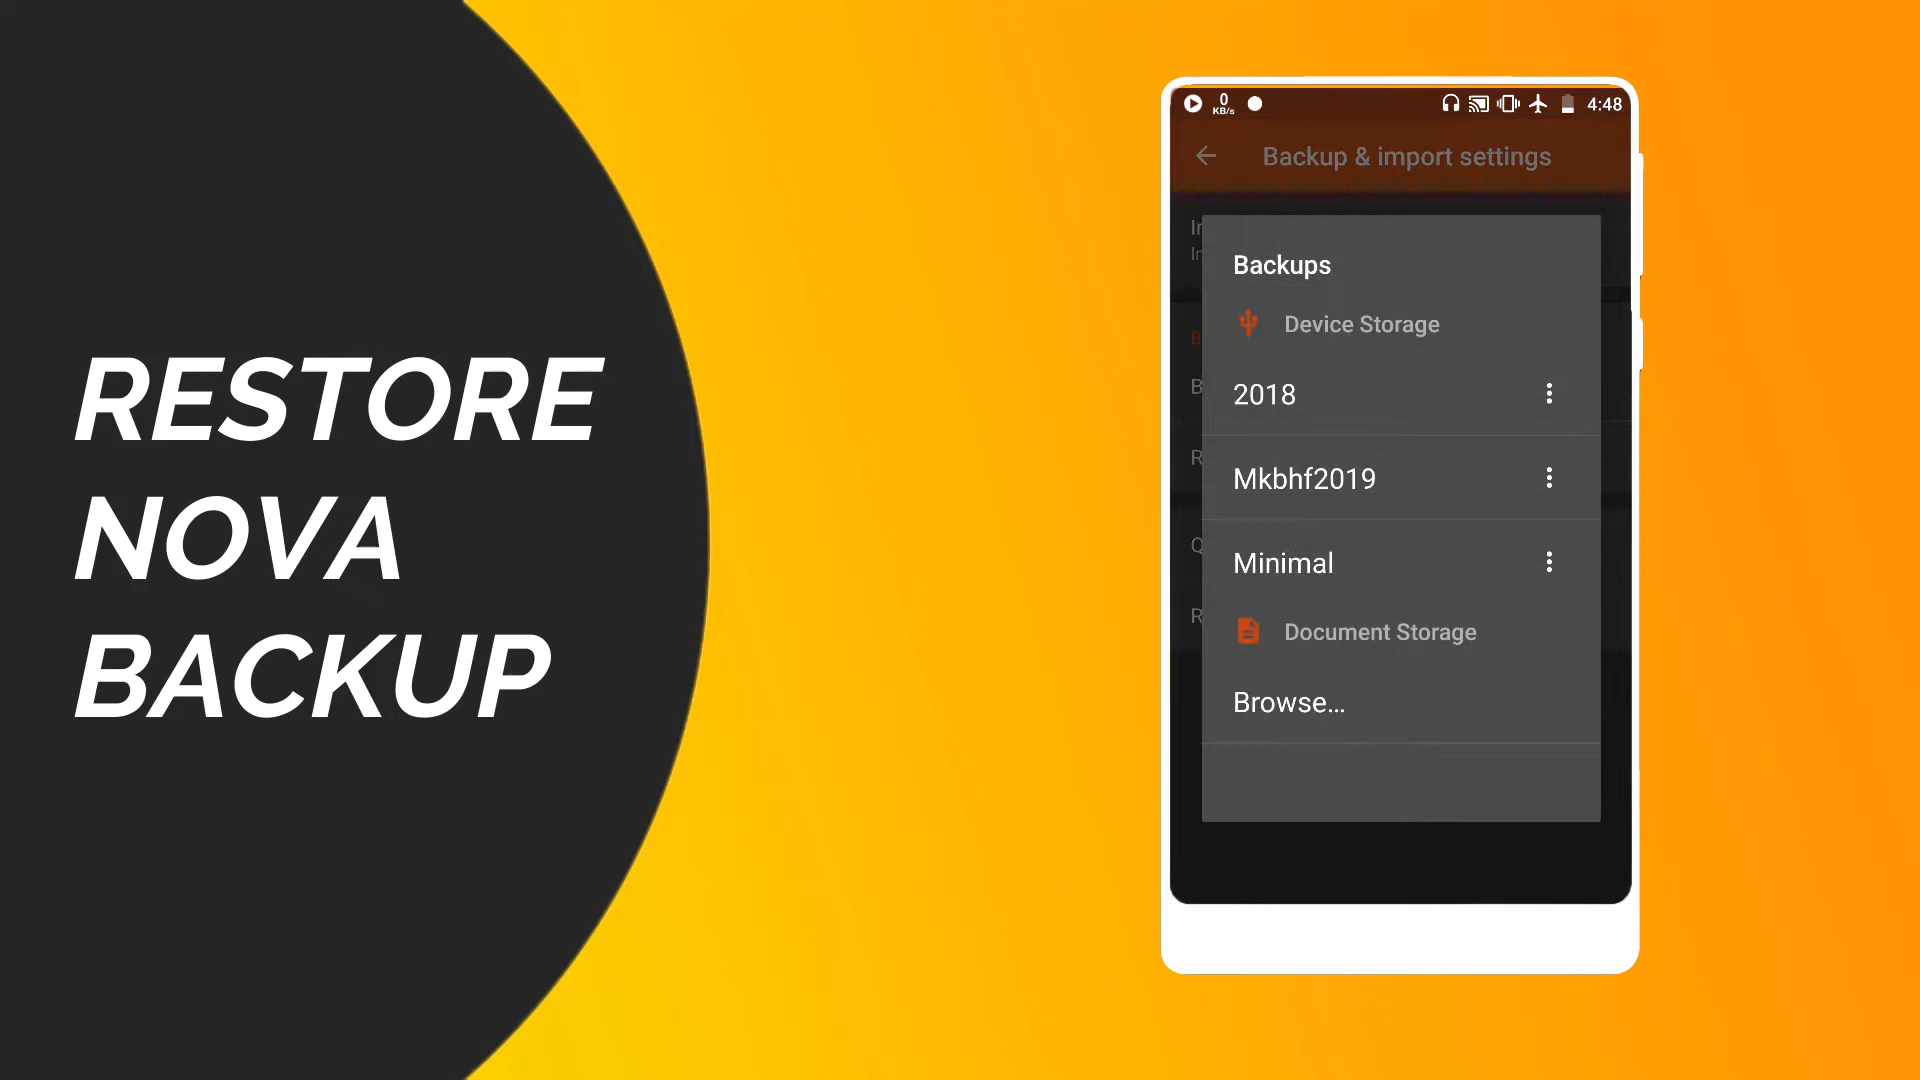 RESTORE
NOVA
BACKUP
0
KB/s
4:48
Backup & import settings
Backups
Device Storage
2018
Mkbhf2019
Minimal
Document Storage
Browse...